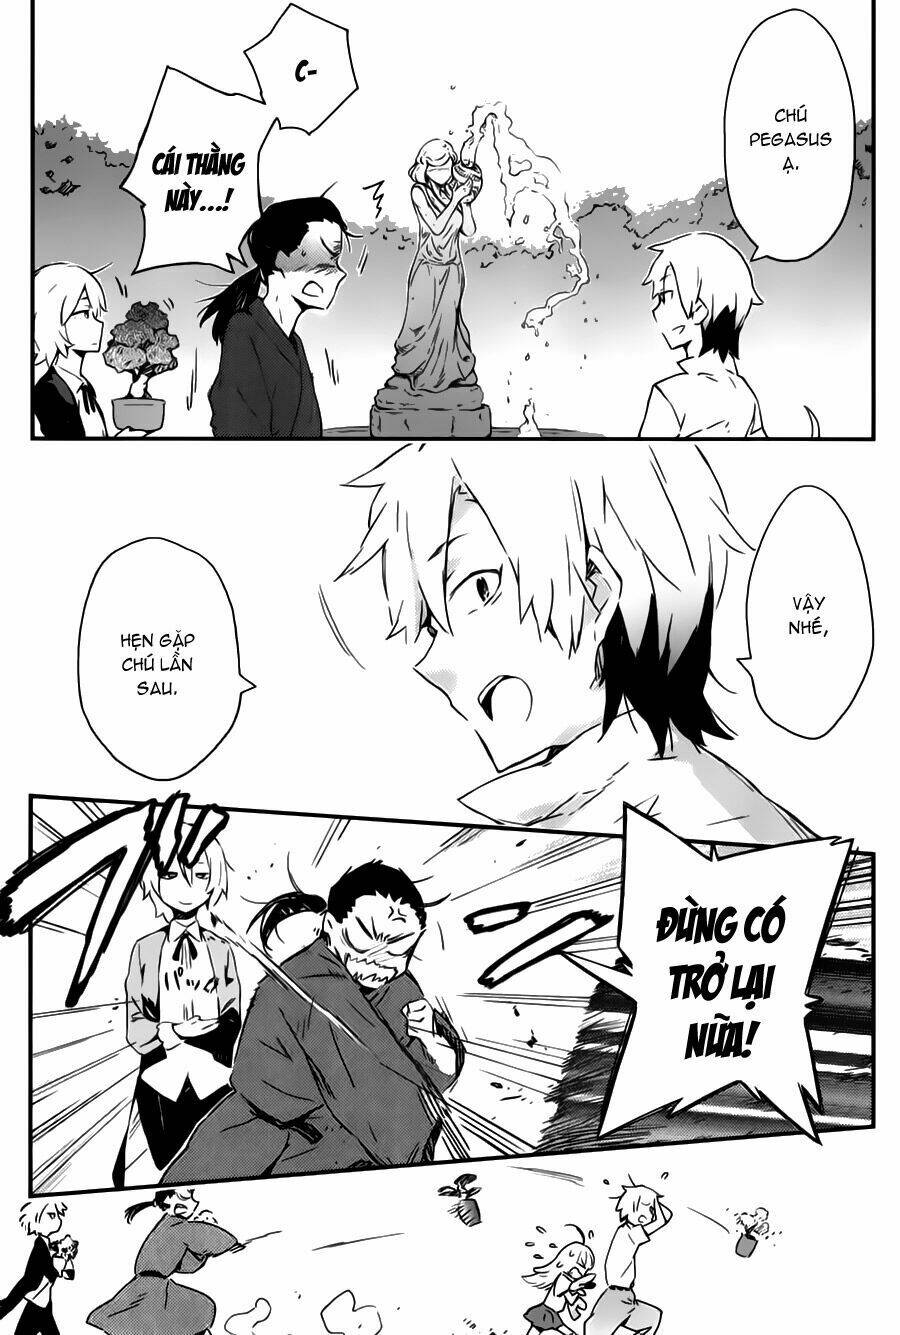 CHÚ
PEGASUS
Ạ.
C-
CÁI THẰNG
NÀY....!
VẬY
NHÉ,
HẸN GẶP
CHÚ LẦN
SAU.
ĐỪNG CÓ
TRỞ LẠI
NỮA!